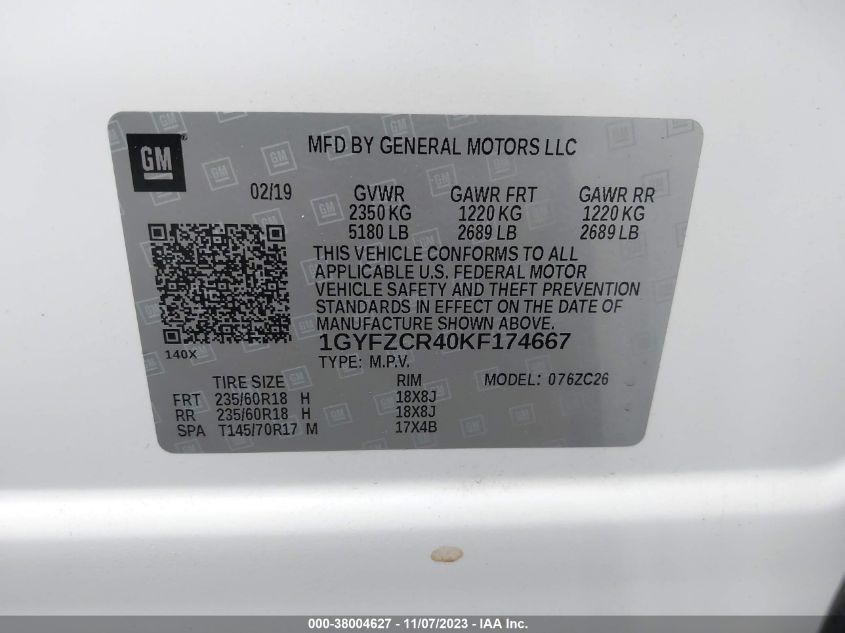 GM
MFD BY GENERAL MOTORS LLC
02/19 GVWR GAWR FRT GAWR RR
2350 KG 1220 KG 1220 KG
5180 LB 2689 LB 2689 LB
THIS VEHICLE CONFORMS TO ALL
APPLICABLE U.S. FEDERAL MOTOR
VEHICLE SAFETY AND THEFT PREVENTION
STANDARDS IN EFFECT ON THE DATE OF
MANUFACTURE SHOWN ABOVE.
1GYFZCR40KF174667
140X
TYPE: M.P.V.
TIRE SIZE RIM MODEL: 076ZC26
FRT 235/60R18 H 18X8J
RR 235/60R18 H 18X8J
SPA T145/70R17 M 17X4B
000-38004627 - 11/07/2023 - IAAI.com